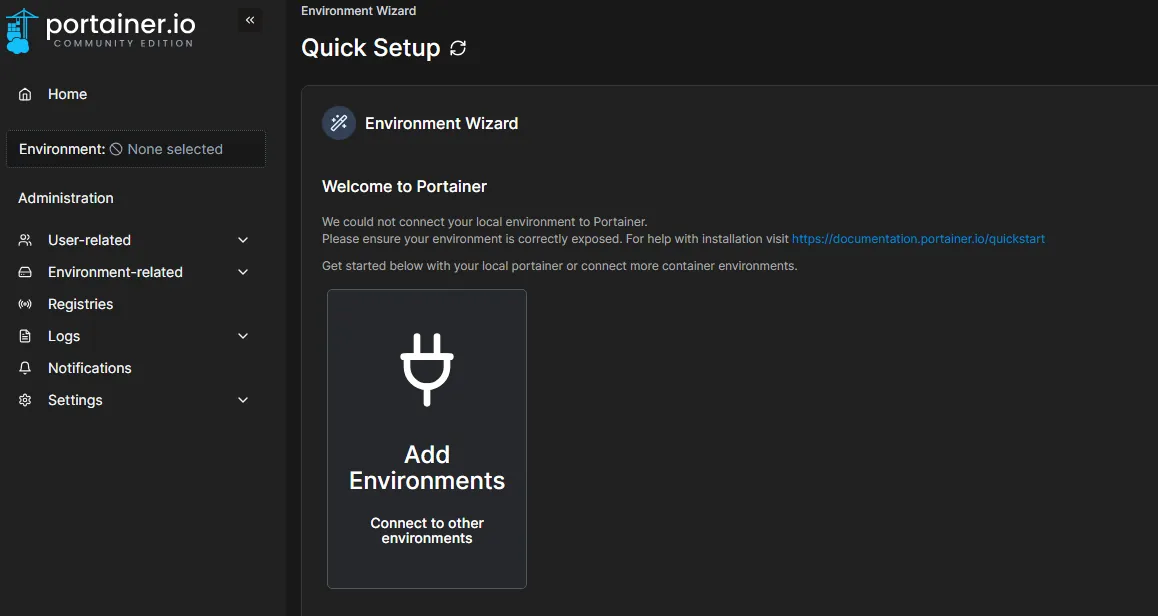 portainer.io
COMMUNITY EDITION
Home
Environment: None selected
Administration
User-related
Environment-related
Registries
Logs
Notifications
Settings
Environment Wizard
Quick Setup
Environment Wizard
Welcome to Portainer
We could not connect your local environment to Portainer.
Please ensure your environment is correctly exposed. For help with installation visit https://documentation.portainer.io/quickstart
Get started below with your local portainer or connect more container environments.
Add
Environments
Connect to other
environments